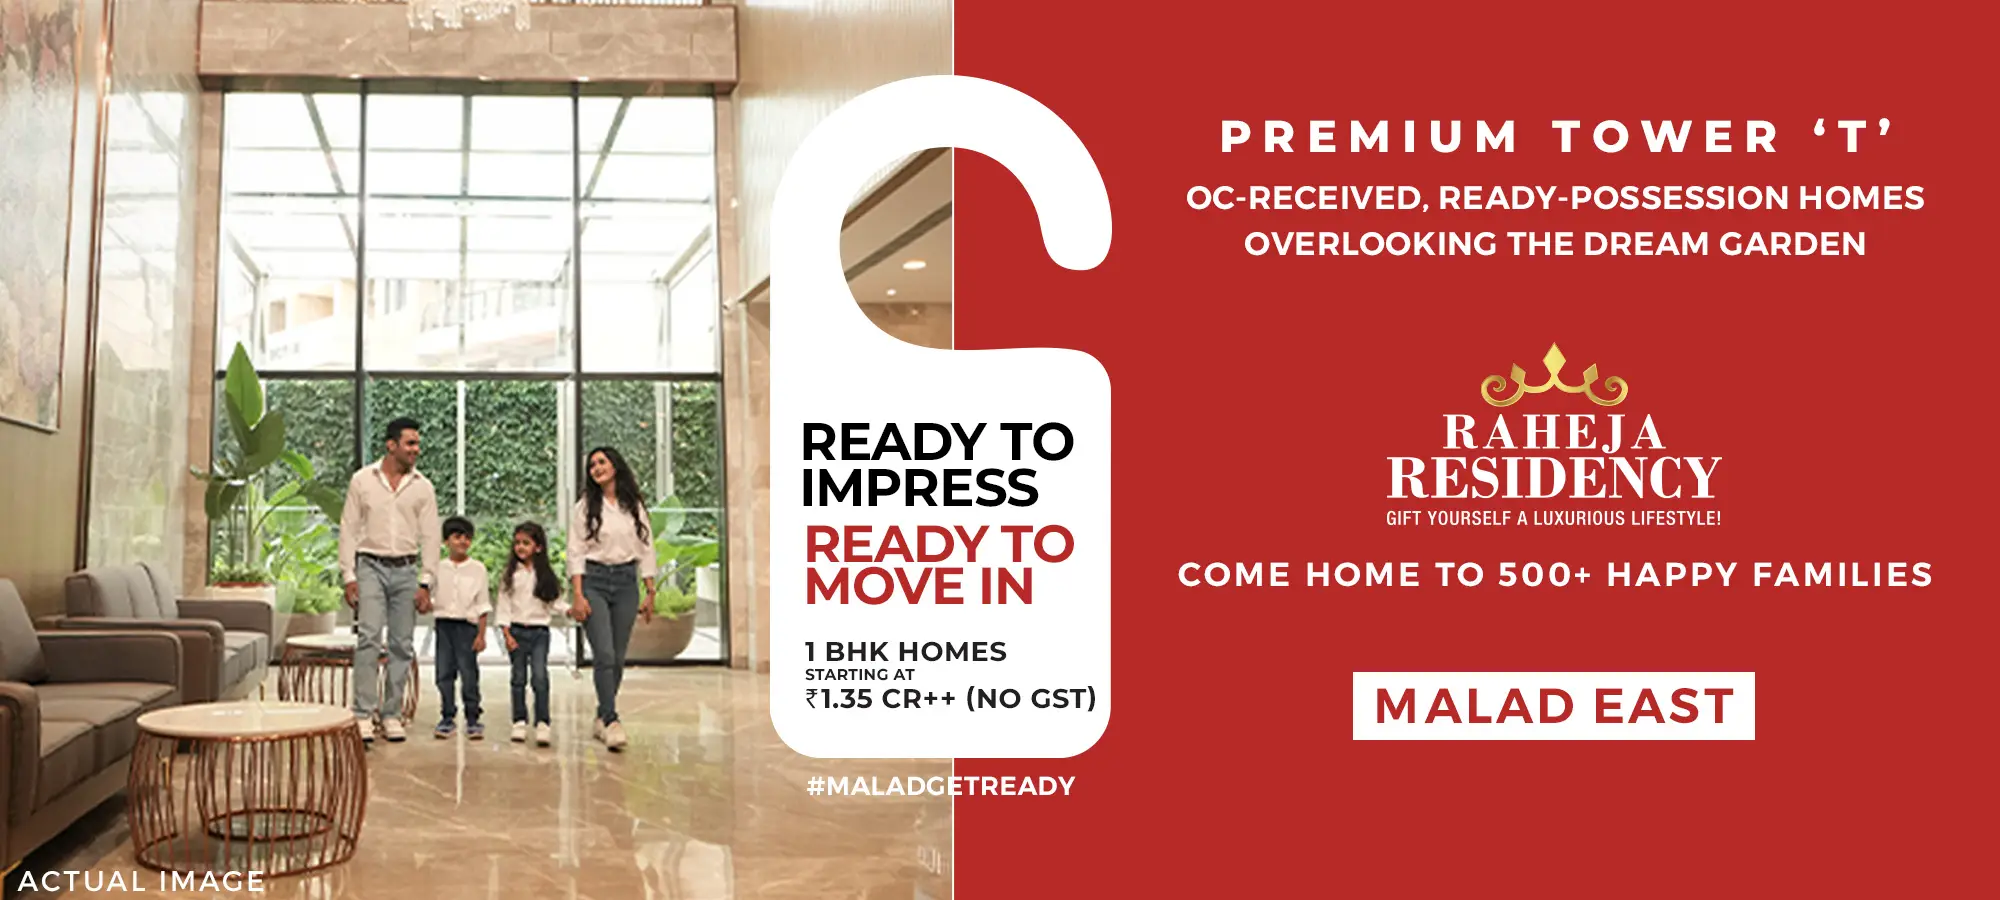 READY TO
IMPRESS
READY TO
MOVE IN
1 BHK HOMES
STARTING AT
₹1.35 CR++ (NO GST)
#MALADGETREADY
ACTUAL IMAGE
PREMIUM TOWER ‘T’
OC-RECEIVED, READY-POSSESSION HOMES
OVERLOOKING THE DREAM GARDEN
RAHEJA
RESIDENCY
GIFT YOURSELF A LUXURIOUS LIFESTYLE!
COME HOME TO 500+ HAPPY FAMILIES
MALAD EAST